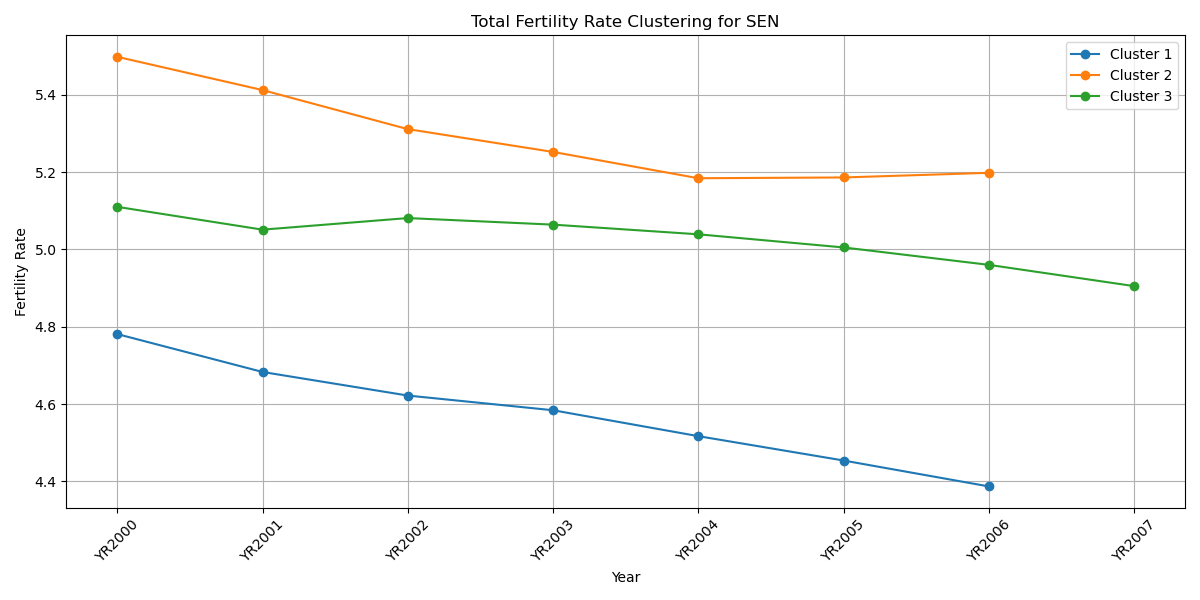 Total Fertility Rate Clustering for SEN
Cluster 1
Cluster 2
Cluster 3
Fertility Rate
5.4
5.2
5.0
4.8
4.6
4.4
YR2000
YR2001
YR2002
YR2003
YR2004
YR2005
YR2006
YR2007
Year